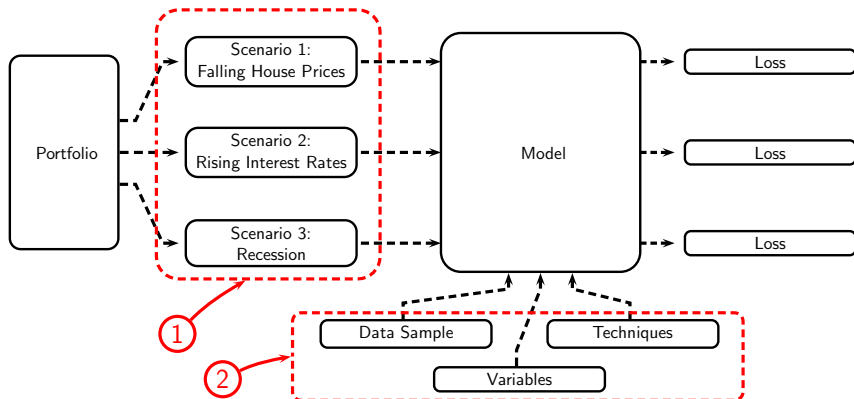 Portfolio
Scenario 1:
Falling House Prices
Scenario 2:
Rising Interest Rates
Scenario 3:
Recession
Model
Loss
Loss
Loss
1
Data Sample
Techniques
2
Variables